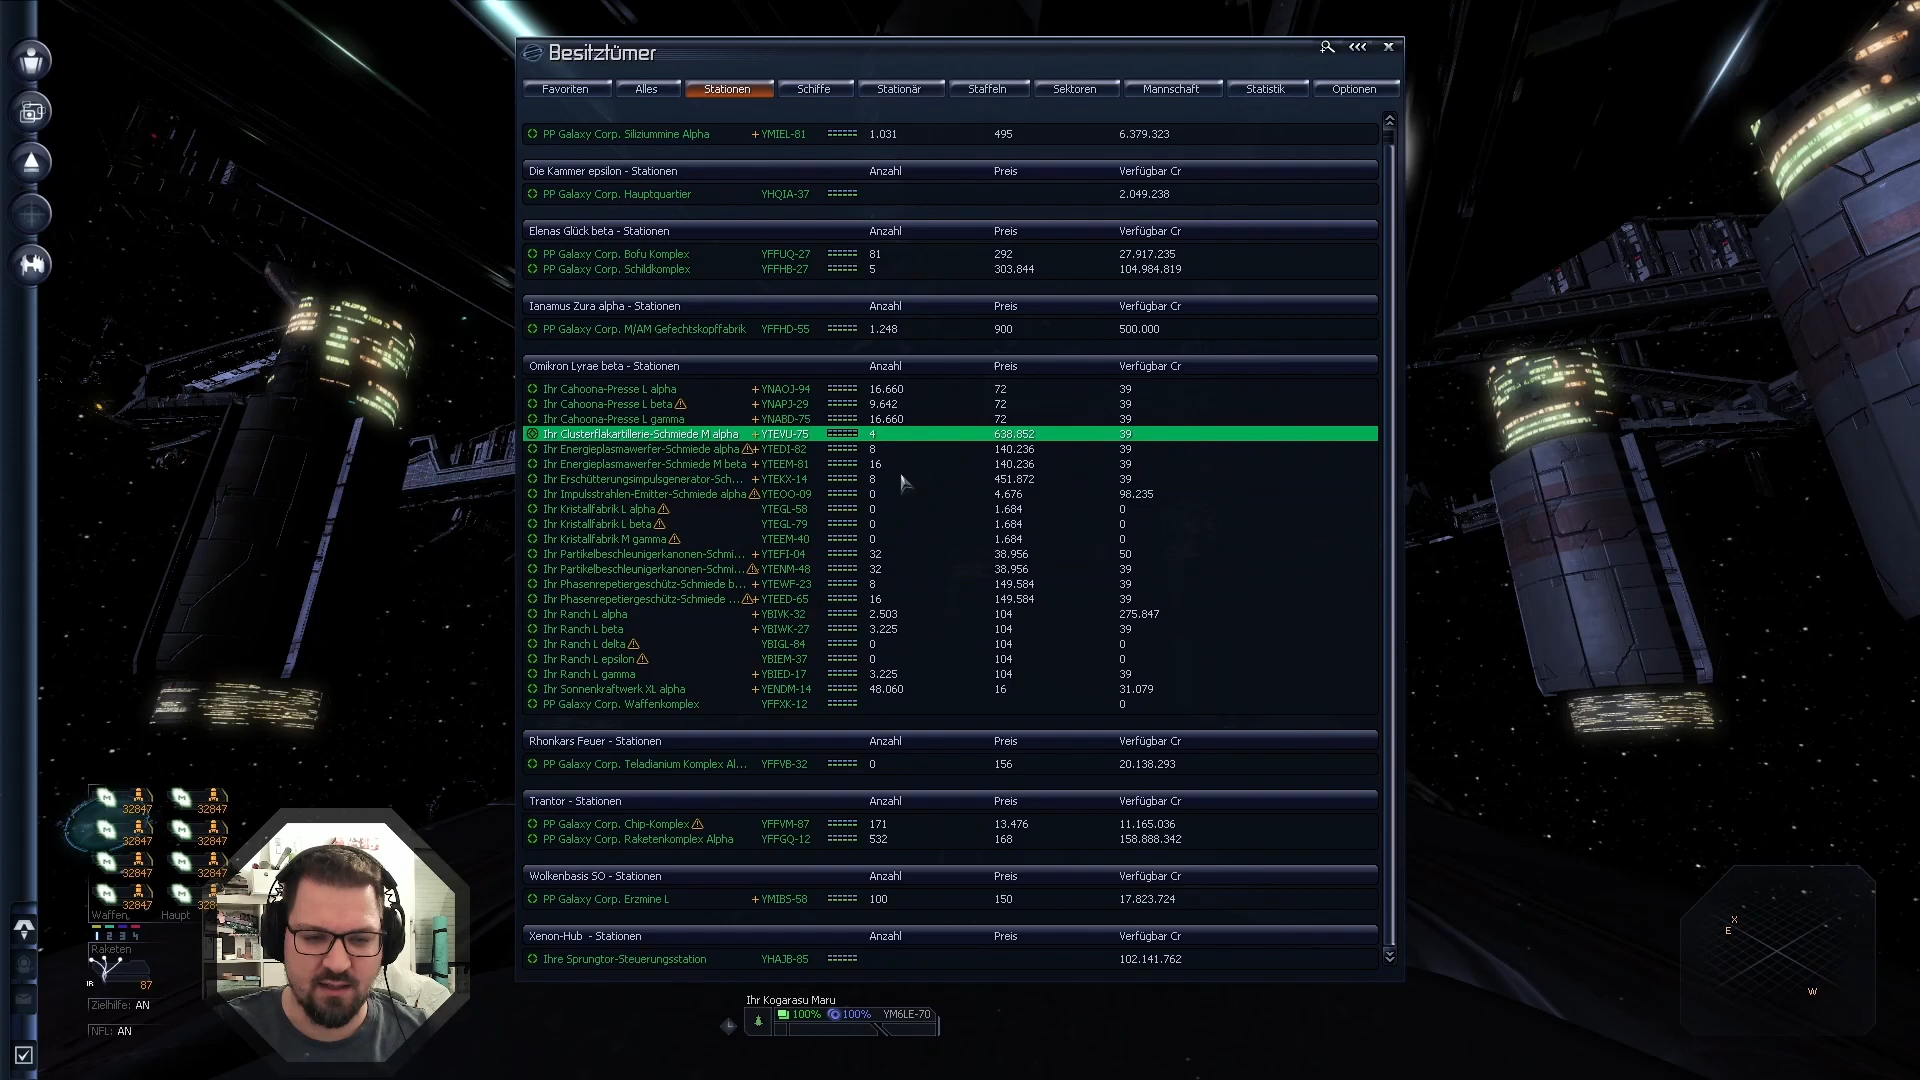 Besitztümer
Favoriten Alles Stationen Schiffe Stationär Staffeln Sektoren Mannschaft Statistik Optionen
PP Galaxy Corp. Siliziummine Alpha + YMIEL-81 1.031 495 6.379.323
Die Kammer epsilon - Stationen Anzahl Preis Verfügbar Cr
PP Galaxy Corp. Hauptquartier YHQIA-37 2.049.238
Elenas Glück beta - Stationen Anzahl Preis Verfügbar Cr
PP Galaxy Corp. Bofu Komplex YFFUQ-27 81 292 27.917.235
PP Galaxy Corp. Schildkomplex YFFHB-27 5 303.844 104.984.819
Ianamus Zura alpha - Stationen Anzahl Preis Verfügbar Cr
PP Galaxy Corp. M/AM Gefechtskopffabrik YFFHD-55 1.248 900 500.000
Omikron Lyrae beta - Stationen Anzahl Preis Verfügbar Cr
Ihr Cahoona-Presse L alpha + YNAOJ-94 16.660 72 39
Ihr Cahoona-Presse L beta + YNAPJ-29 9.642 72 39
Ihr Cahoona-Presse L gamma + YNABD-75 16.660 72 39
Ihr Clusterflakartillerie-Schmiede M alpha + YTEVU-75 4 638.852 39
Ihr Energieplasmawerfer-Schmiede alpha + YTEDI-82 8 140.236 39
Ihr Energieplasmawerfer-Schmiede M beta + YTEEM-81 16 140.236 39
Ihr Erschütterungsimpulsgenerator-Sch... + YTEKX-14 8 451.872 39
Ihr Impulsstrahlen-Emitter-Schmiede alpha YTEOO-09 0 4.676 98.235
Ihr Kristallfabrik L alpha YTEGL-58 0 1.684 0
Ihr Kristallfabrik L beta YTEGL-79 0 1.684 0
Ihr Kristallfabrik M gamma YTEEM-40 0 1.684 0
Ihr Partikelbeschleunigerkanonen-Schmi... + YTEFI-04 32 38.956 50
Ihr Partikelbeschleunigerkanonen-Schmi... + YTENM-48 32 38.956 39
Ihr Phasenrepetiergeschütz-Schmiede b... + YTEWF-23 8 149.584 39
Ihr Phasenrepetiergeschütz-Schmiede ... + YTEED-65 16 149.584 39
Ihr Ranch L alpha + YBIVK-32 2.503 104 275.847
Ihr Ranch L beta + YBIWK-27 3.225 104 39
Ihr Ranch L delta YBIGL-84 0 104 0
Ihr Ranch L epsilon YBIEM-37 0 104 0
Ihr Ranch L gamma + YBIED-17 3.225 104 39
Ihr Sonnenkraftwerk XL alpha + YENDM-14 48.060 16 31.079
PP Galaxy Corp. Waffenkomplex YFFXK-12 0
Rhonkars Feuer - Stationen Anzahl Preis Verfügbar Cr
PP Galaxy Corp. Teladianium Komplex Al... YFFVB-32 0 156 20.138.293
Trantor - Stationen Anzahl Preis Verfügbar Cr
PP Galaxy Corp. Chip-Komplex YFFVM-87 171 13.476 11.165.036
PP Galaxy Corp. Raketenkomplex Alpha YFFGQ-12 532 168 158.888.342
Wolkenbasis SO - Stationen Anzahl Preis Verfügbar Cr
PP Galaxy Corp. Erzmine L + YMIBS-58 100 150 17.823.724
Xenon-Hub - Stationen Anzahl Preis Verfügbar Cr
Ihre Sprungtor-Steuerungsstation YHAJB-85 102.141.762
32847 32847
32847 32847
32847 32847
32847
Waffen Haupt
1 2 3 4
Raketen
IR 87
Zielhilfe: AN
NFL: AN
Ihr Kogarasu Maru
100% 100% YM6LE-70
X
E
W